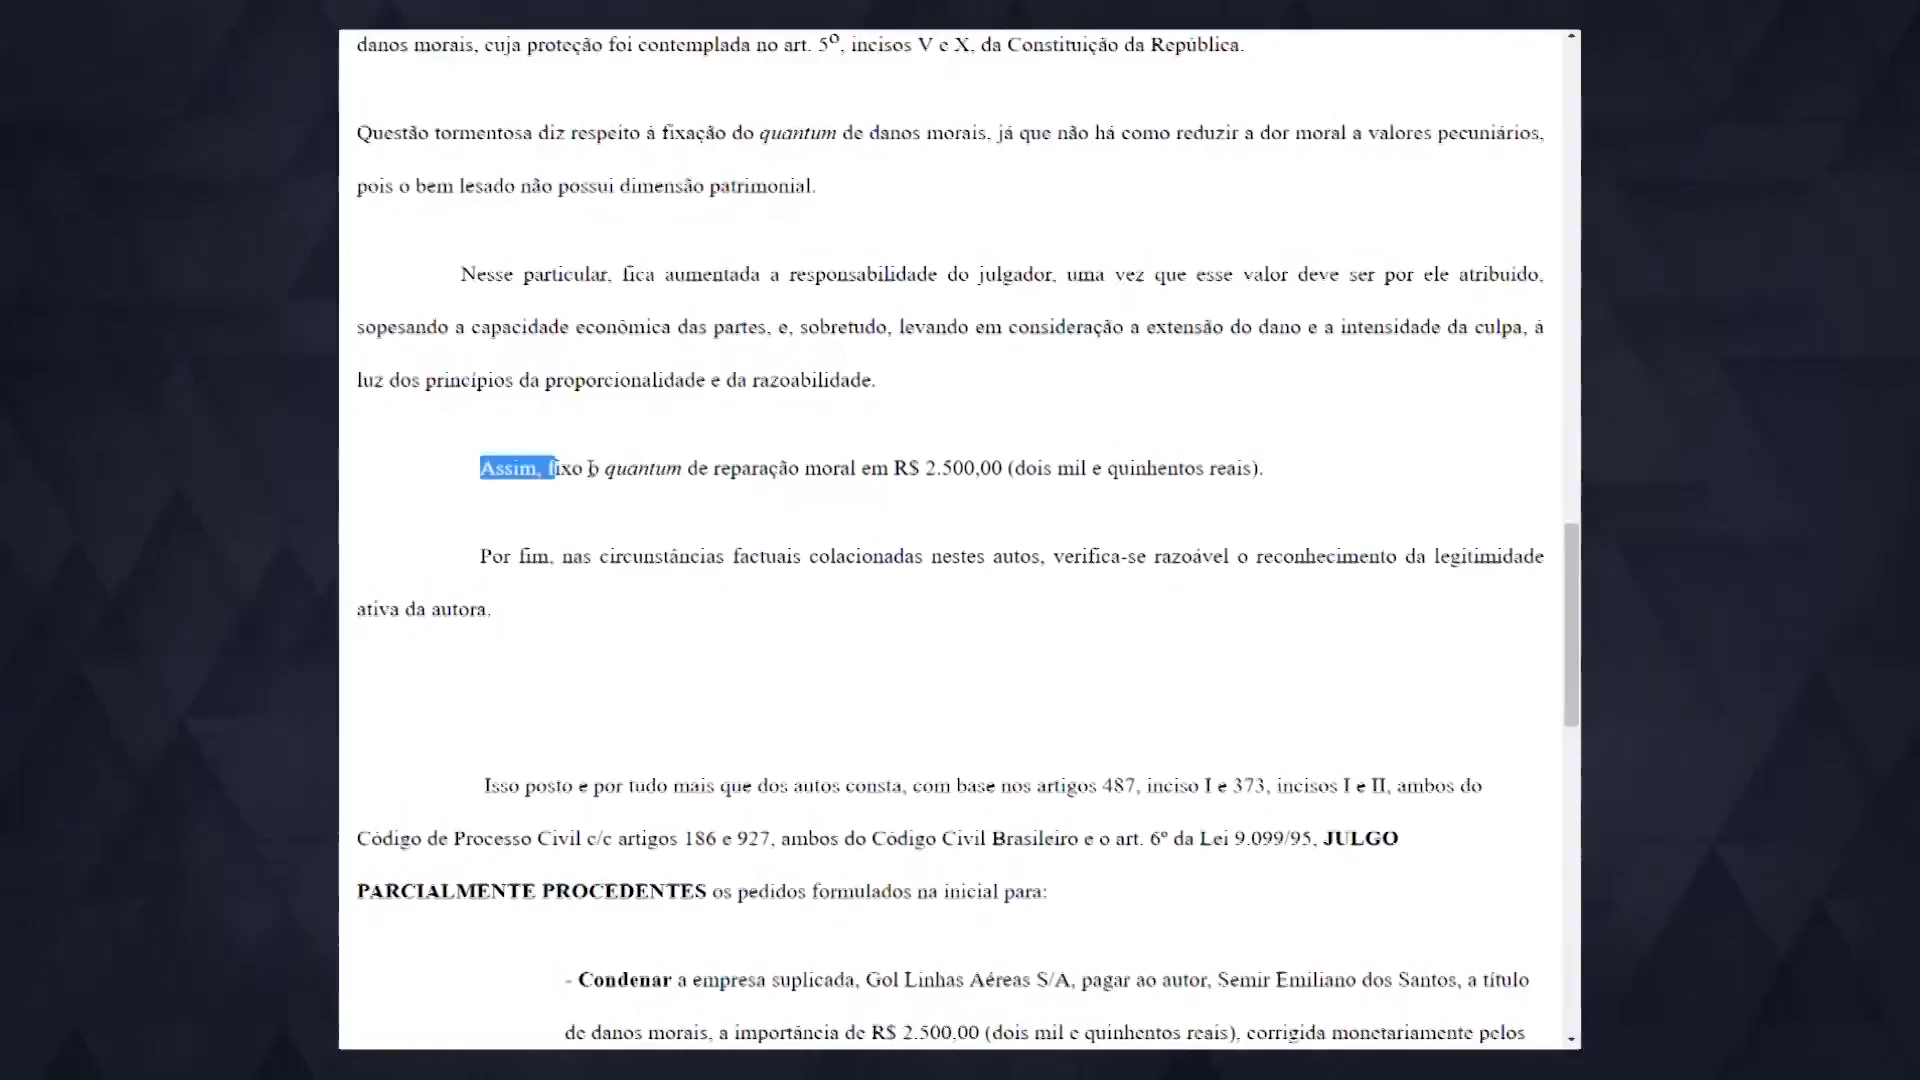 danos morais, cuja proteção foi contemplada no art. 5º, incisos V e X, da Constituição da República.
Questão tormentosa diz respeito à fixação do quantum de danos morais, já que não há como reduzir a dor moral a valores pecuniários,
pois o bem lesado não possui dimensão patrimonial.
Nesse particular, fica aumentada a responsabilidade do julgador, uma vez que esse valor deve ser por ele atribuído,
sopesando a capacidade econômica das partes, e, sobretudo, levando em consideração a extensão do dano e a intensidade da culpa, à
luz dos princípios da proporcionalidade e da razoabilidade.
Assim, fixo o quantum de reparação moral em R$ 2.500,00 (dois mil e quinhentos reais).
Por fim, nas circunstâncias factuais colacionadas nestes autos, verifica-se razoável o reconhecimento da legitimidade
ativa da autora.
Isso posto e por tudo mais que dos autos consta, com base nos artigos 487, inciso I e 373, incisos I e II, ambos do
Código de Processo Civil c/c artigos 186 e 927, ambos do Código Civil Brasileiro e o art. 6º da Lei 9.099/95, JULGO
PARCIALMENTE PROCEDENTES os pedidos formulados na inicial para:
- Condenar a empresa suplicada, Gol Linhas Aéreas S/A, pagar ao autor, Semir Emiliano dos Santos, a título
de danos morais, a importância de R$ 2.500,00 (dois mil e quinhentos reais), corrigida monetariamente pelos